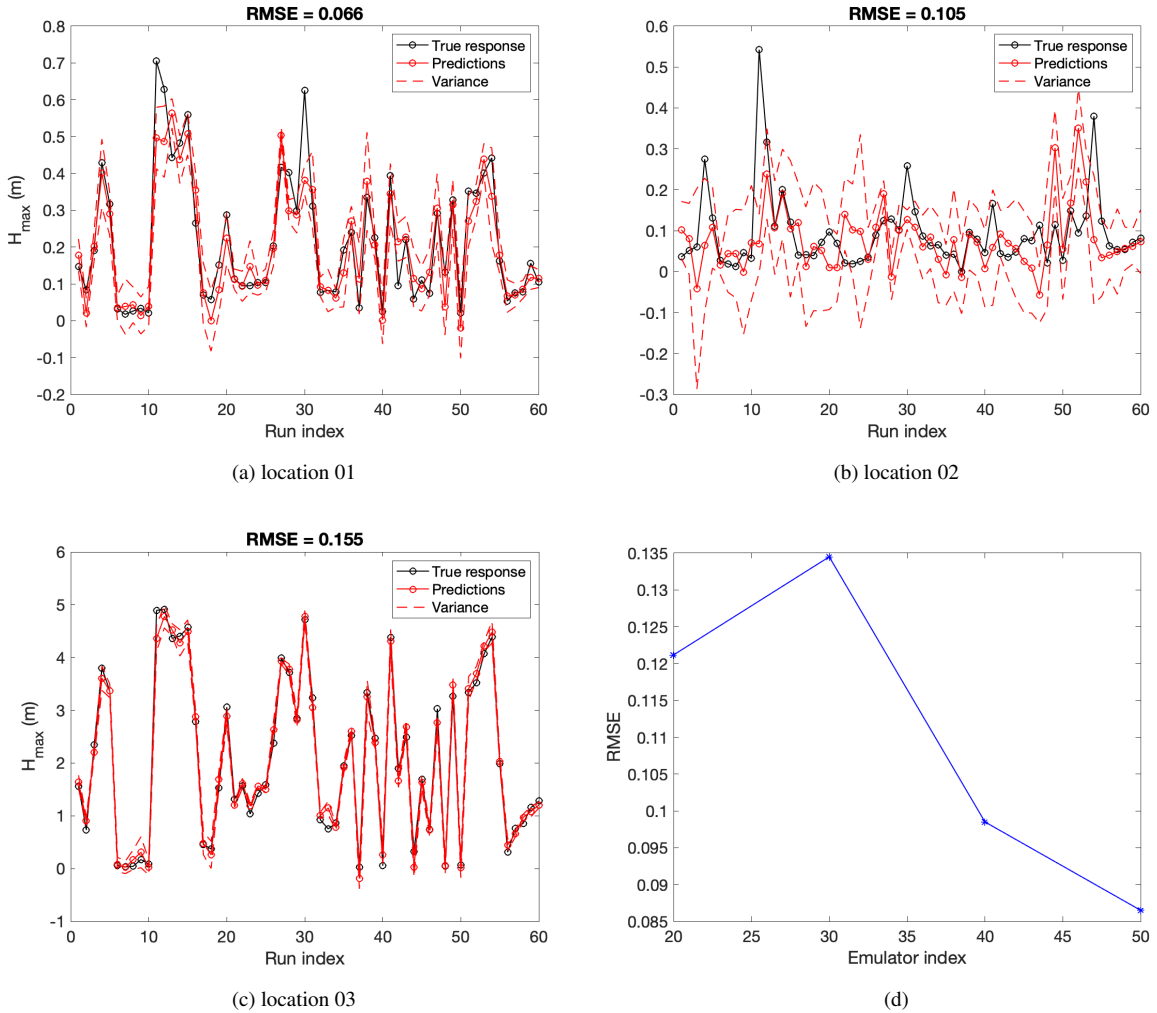 RMSE = 0.066
0.8
0.7
0.6
0.5
0.4
0.3
0.2
0.1
0
-0.1
-0.2
H_max (m)
True response
Predictions
Variance
0 10 20 30 40 50 60
Run index
(a) location 01
RMSE = 0.105
0.6
0.5
0.4
0.3
0.2
0.1
0
-0.1
-0.2
-0.3
True response
Predictions
Variance
0 10 20 30 40 50 60
Run index
(b) location 02
RMSE = 0.155
6
5
4
3
2
1
0
-1
H_max (m)
True response
Predictions
Variance
0 10 20 30 40 50 60
Run index
(c) location 03
0.135
0.13
0.125
0.12
0.115
0.11
0.105
0.1
0.095
0.09
0.085
RMSE
20 25 30 35 40 45 50
Emulator index
(d)